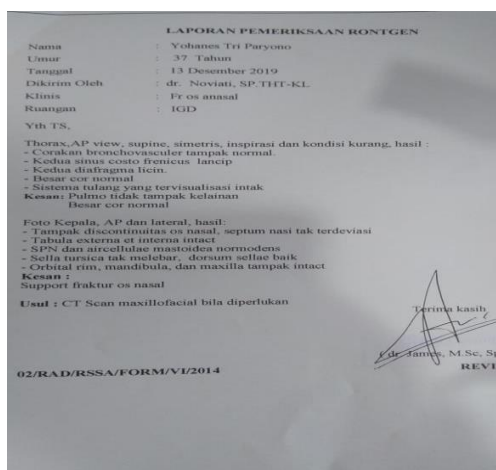 LAPORAN PEMERIKSAAN RONTGEN
Nama : Yohanes Tri Paryono
Umur : 37 Tahun
Tanggal : 13 Desember 2019
Dikirim Oleh : dr. Noviati, SP.THT-KL
Klinis : Fr os anasal
Ruangan : IGD
Yth TS,
Thorax,AP view, supine, simetris, inspirasi dan kondisi kurang, hasil :
- Corakan bronchovasculer tampak normal.
- Kedua sinus costo frenicus lancip
- Kedua diafragma licin.
- Besar cor normal
- Sistema tulang yang tervisualisasi intak
Kesan: Pulmo tidak tampak kelainan
Besar cor normal
Foto Kepala, AP dan lateral, hasil:
- Tampak discontinuitas os nasal, septum nasi tak terdeviasi
- Tabula externa et interna intact
- SPN dan aircellulae mastoidea normodens
- Sella tursica tak melebar, dorsum sellae baik
- Orbital rim, mandibula, dan maxilla tampak intact
Kesan :
Support fraktur os nasal
Usul : CT Scan maxillofacial bila diperlukan
Terima kasih
( dr. James, M.Sc, Sp
02/RAD/RSSA/FORM/VI/2014
REVI